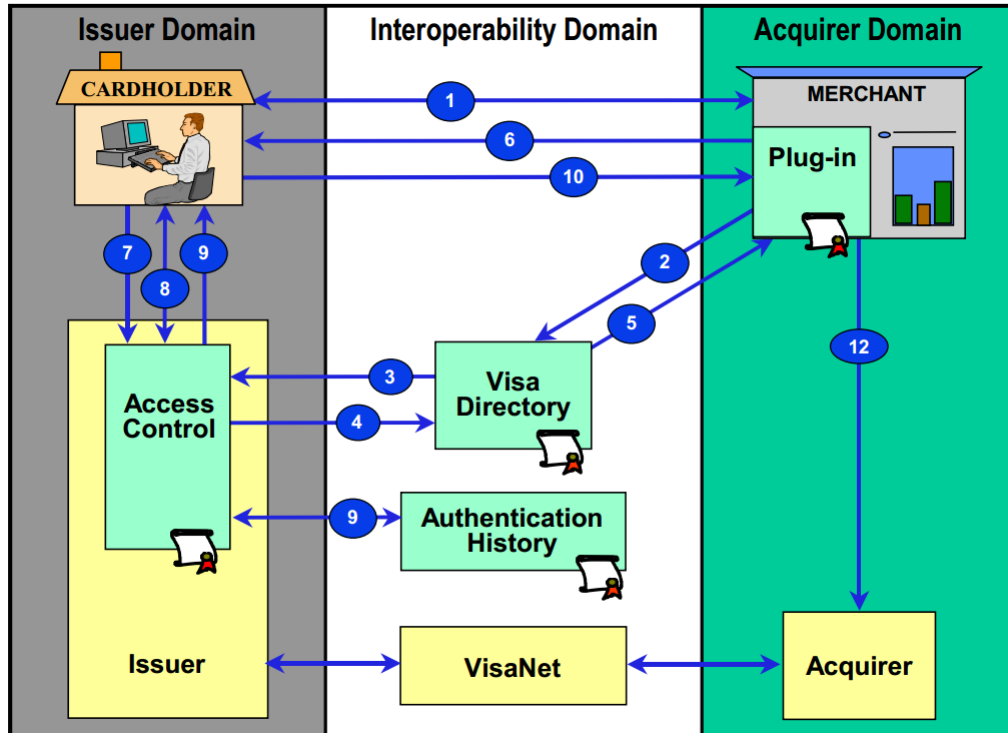 Issuer Domain
Interoperability Domain
Acquirer Domain
CARDHOLDER
MERCHANT
1
6
Plug-in
10
7
8
9
2
5
12
3
4
Access
Control
Visa
Directory
9
Authentication
History
Issuer
VisaNet
Acquirer